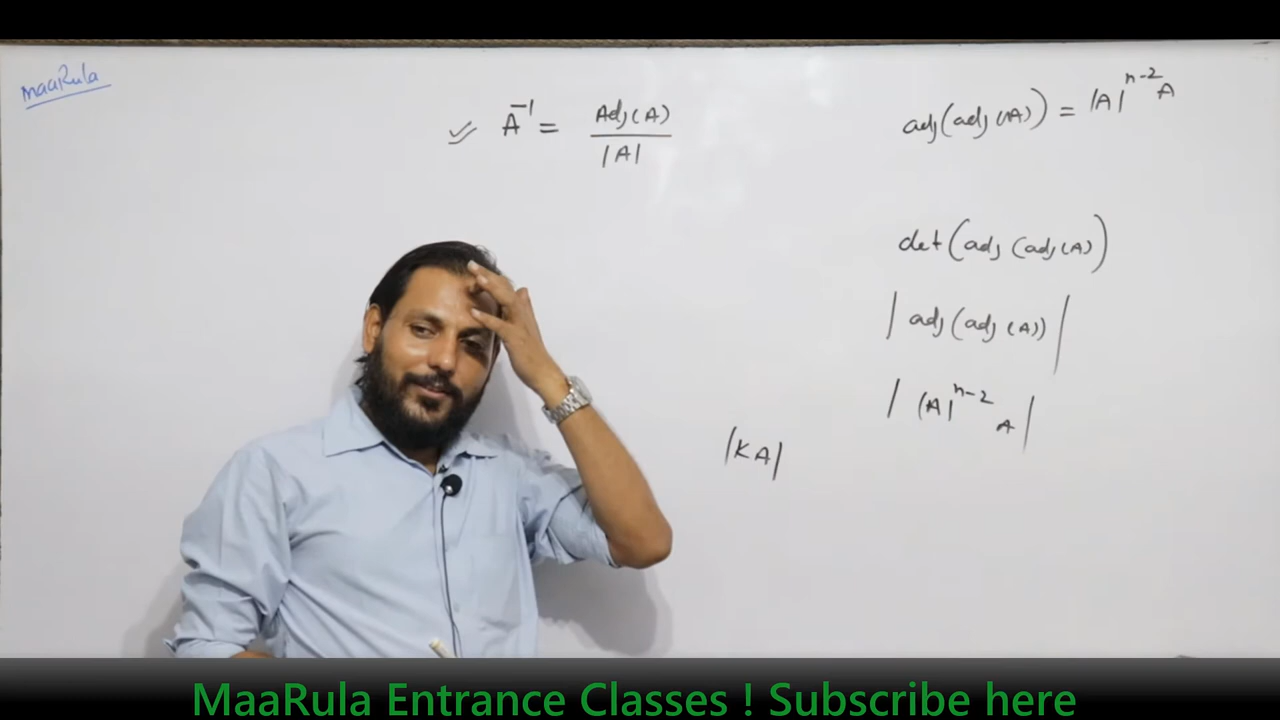 maaRula
A⁻¹ = Adj(A) / |A|
adj(adj(A)) = |A|ⁿ⁻² A
det(adj(adj(A))
|adj(adj(A))|
|(A|ⁿ⁻² A|
|KA|
MaaRula Entrance Classes ! Subscribe here